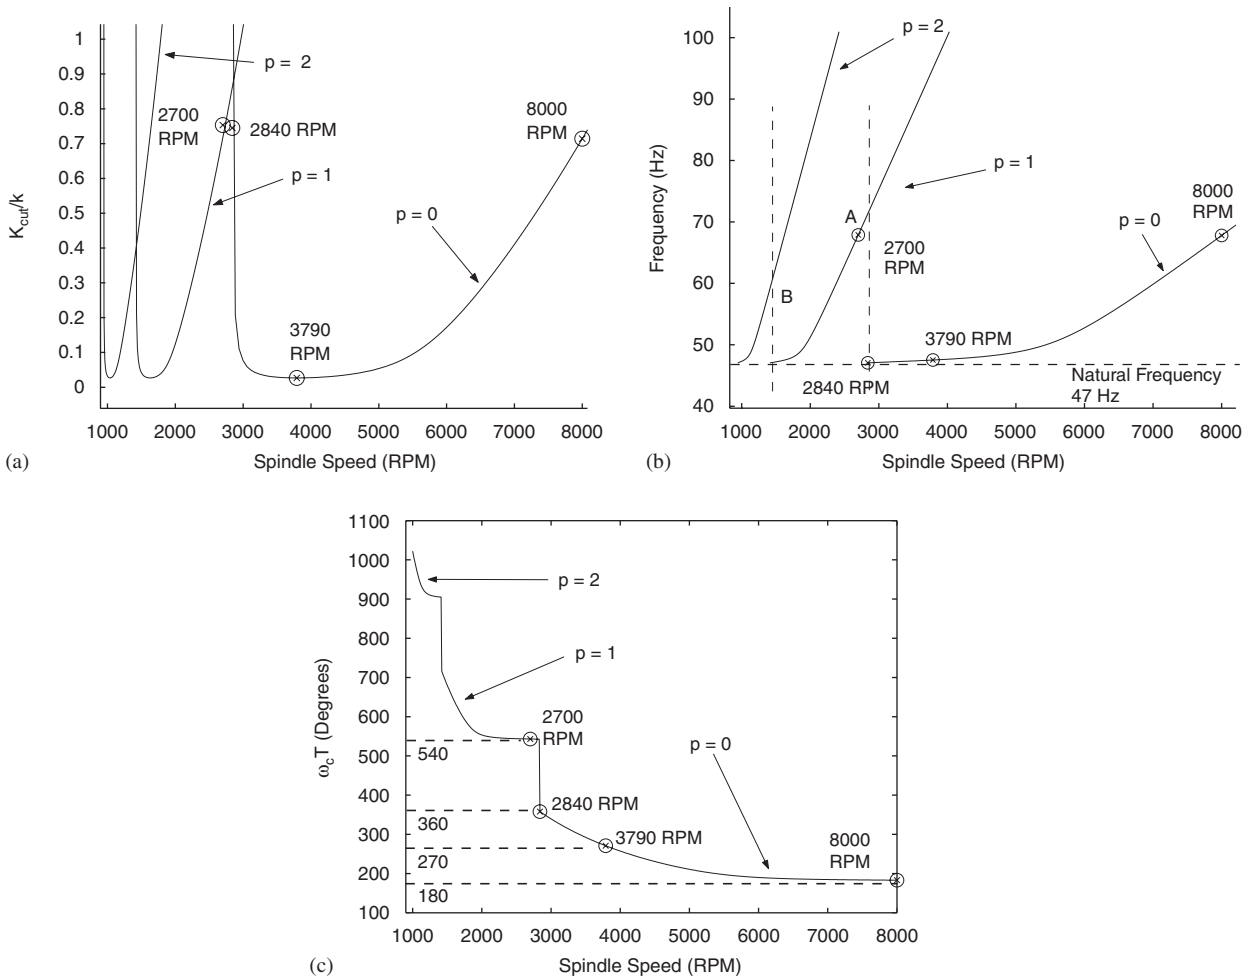 1
0.9
0.8
0.7
0.6
0.5
0.4
0.3
0.2
0.1
0
K_cut/k
p = 2
2700
RPM
2840 RPM
p = 1
p=0
3790
RPM
8000
RPM
1000 2000 3000 4000 5000 6000 7000 8000
Spindle Speed (RPM)
(a)
100
90
80
70
60
50
40
Frequency (Hz)
p = 2
p = 1
A
2700
RPM
B
p=0
8000
RPM
3790 RPM
2840 RPM
Natural Frequency
47 Hz
1000 2000 3000 4000 5000 6000 7000 8000
Spindle Speed (RPM)
(b)
1100
1000
900
800
700
600
500
400
300
200
100
ω_cT (Degrees)
p = 2
p = 1
2700
RPM
540
p=0
2840 RPM
360
3790 RPM
270
8000
RPM
180
1000 2000 3000 4000 5000 6000 7000 8000
Spindle Speed (RPM)
(c)